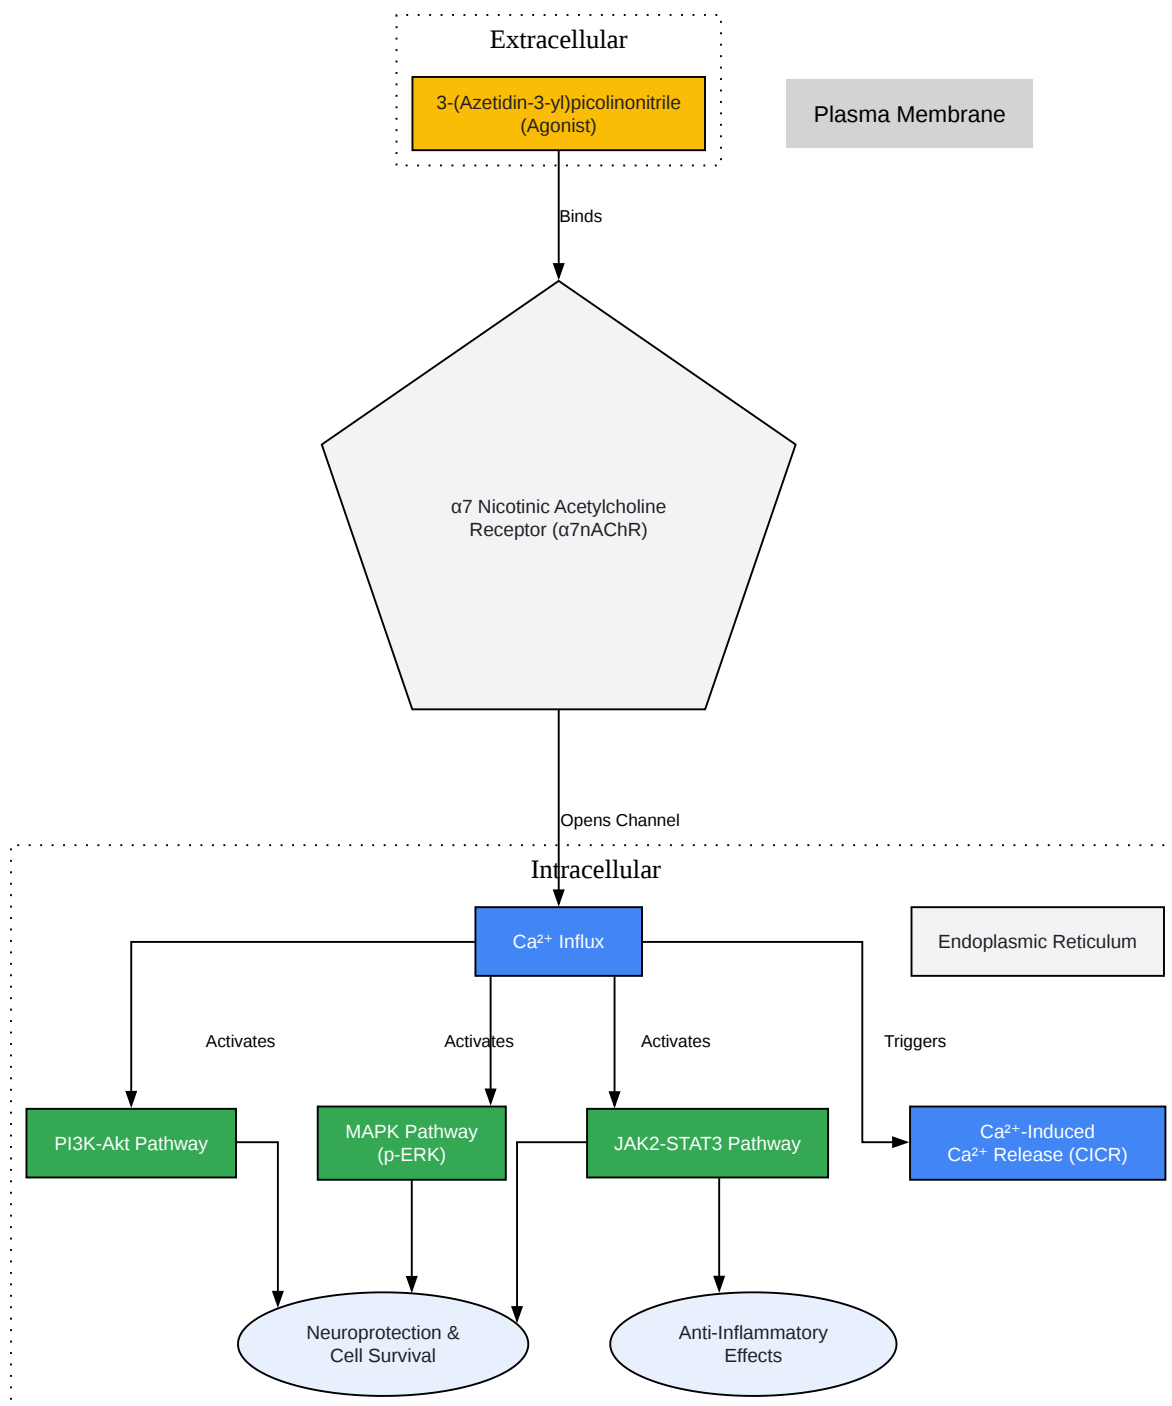 Extracellular
3-(Azetidin-3-yl)picolinonitrile
(Agonist)
Plasma Membrane
Binds
α7 Nicotinic Acetylcholine
Receptor (α7nAChR)
Opens Channel
Intracellular
Ca²⁺ Influx
Endoplasmic Reticulum
Activates
Activates
Activates
Triggers
PI3K-Akt Pathway
MAPK Pathway
(p-ERK)
JAK2-STAT3 Pathway
Ca²⁺-Induced
Ca²⁺ Release (CICR)
Neuroprotection &
Cell Survival
Anti-Inflammatory
Effects